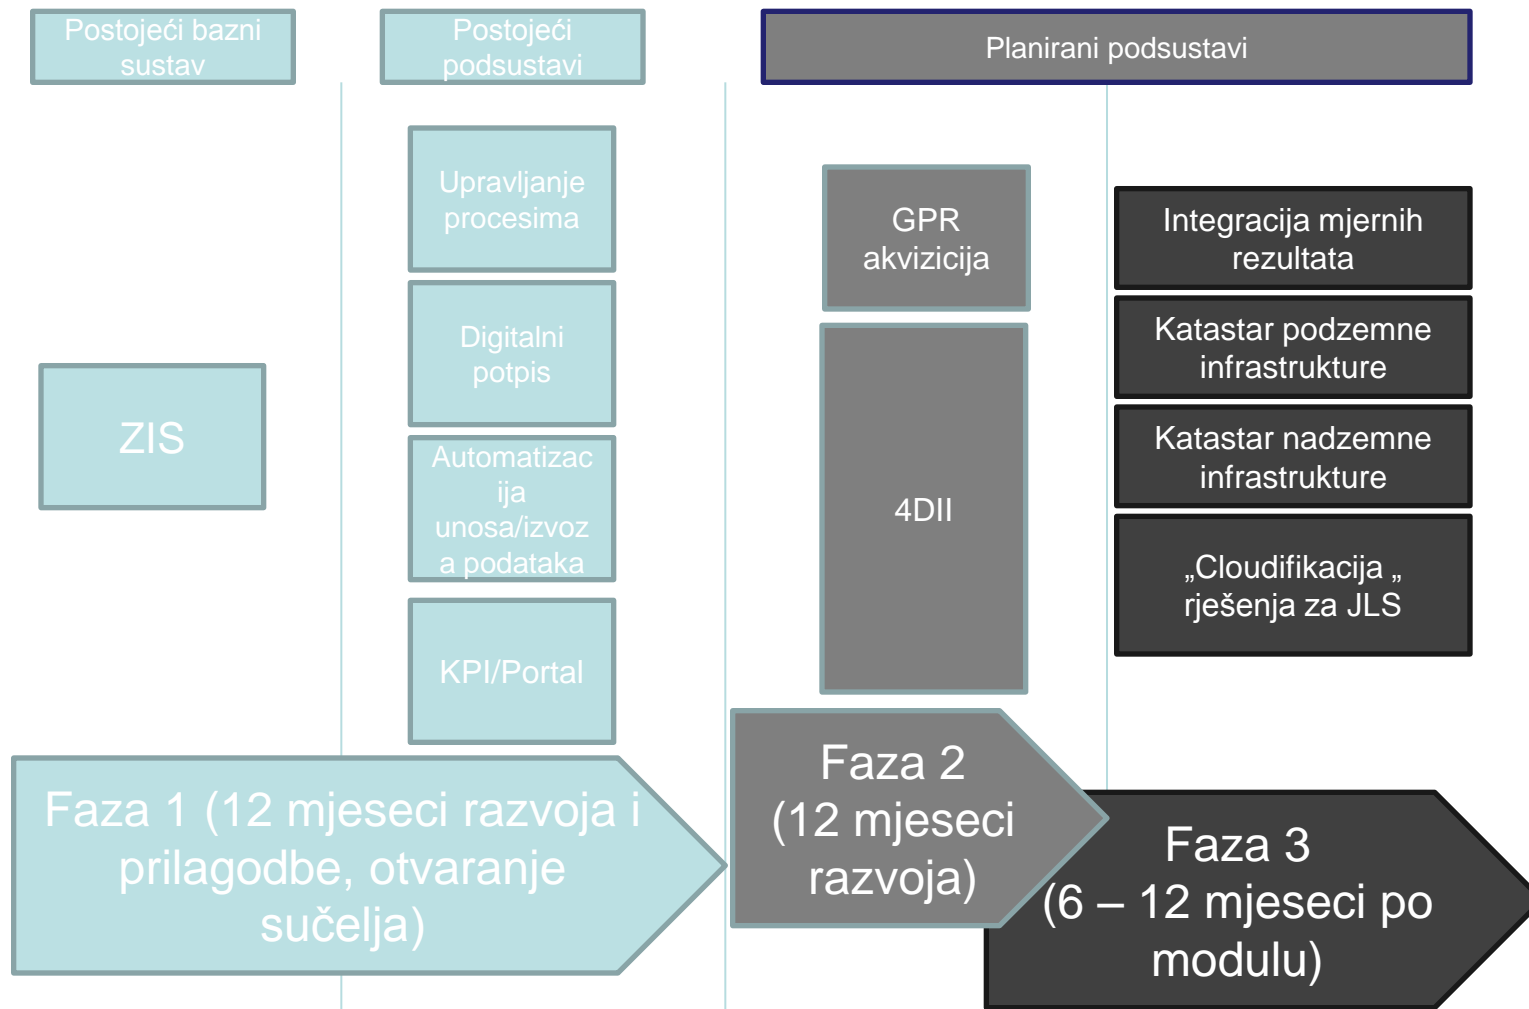 Postojeći bazni
sustav
Postojeći
podsustavi
Planirani podsustavi
ZIS
Upravljanje
procesima
Digitalni
potpis
Automatizac
ija
unosa/izvoz
a podataka
KPI/Portal
GPR
akvizicija
4DII
Integracija mjernih
rezultata
Katastar podzemne
infrastrukture
Katastar nadzemne
infrastrukture
„Cloudifikacija „
rješenja za JLS
Faza 1 (12 mjeseci razvoja i
prilagodbe, otvaranje
sučelja)
Faza 2
(12 mjeseci
razvoja)
Faza 3
(6 – 12 mjeseci po
modulu)